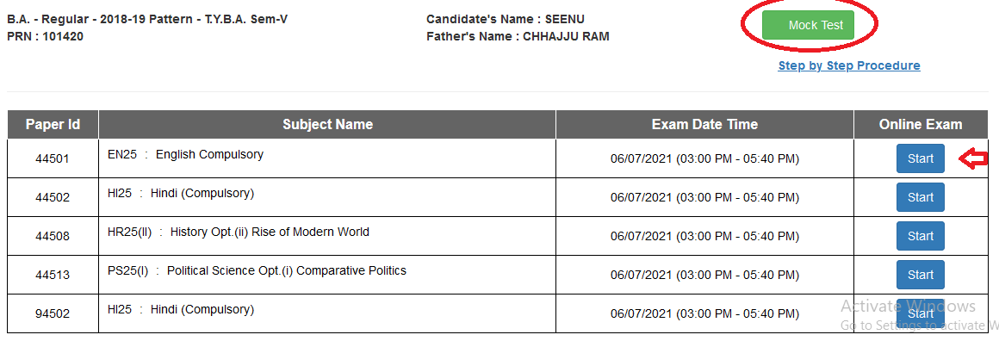 B.A. - Regular - 2018-19 Pattern - T.Y.B.A. Sem-V
PRN : 101420
Candidate's Name : SEENU
Father's Name : CHHAJJU RAM
Mock Test
Step by Step Procedure
Paper Id Subject Name Exam Date Time Online Exam
44501 EN25 : English Compulsory 06/07/2021 (03:00 PM - 05:40 PM) Start
44502 HI25 : Hindi (Compulsory) 06/07/2021 (03:00 PM - 05:40 PM) Start
44508 HR25(II) : History Opt.(ii) Rise of Modern World 06/07/2021 (03:00 PM - 05:40 PM) Start
44513 PS25(I) : Political Science Opt.(i) Comparative Politics 06/07/2021 (03:00 PM - 05:40 PM) Start
94502 HI25 : Hindi (Compulsory) 06/07/2021 (03:00 PM - 05:40 PM) Start
Activate Windows
Go to Settings to activate W